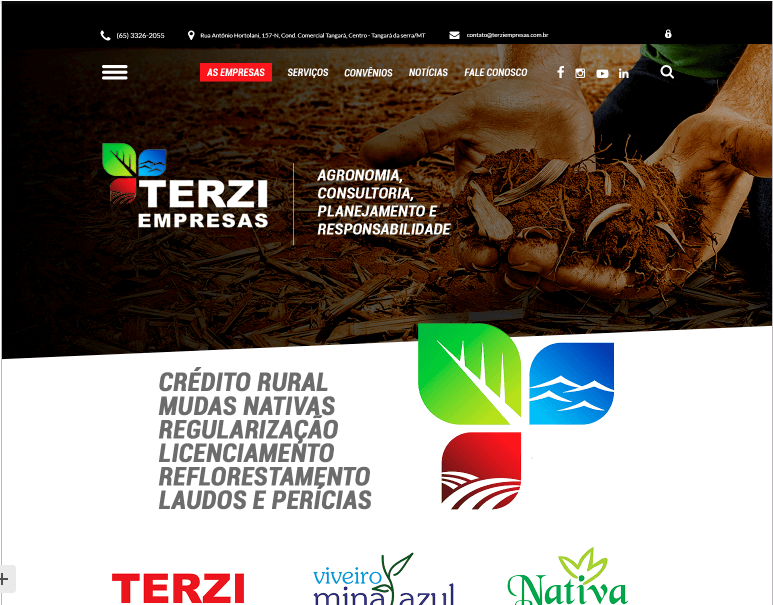 (65) 3326-2055
Rua Antônio Hortolani, 157-N, Cond. Comercial Tangará, Centro - Tangará da serra/MT
contato@terziempresas.com.br
AS EMPRESAS
SERVIÇOS
CONVÊNIOS
NOTÍCIAS
FALE CONOSCO
TERZI
EMPRESAS
AGRONOMIA,
CONSULTORIA,
PLANEJAMENTO E
RESPONSABILIDADE
CRÉDITO RURAL
MUDAS NATIVAS
REGULARIZAÇÃO
LICENCIAMENTO
REFLORESTAMENTO
LAUDOS E PERÍCIAS
TERZI
viveiro
mina azul
Nativa